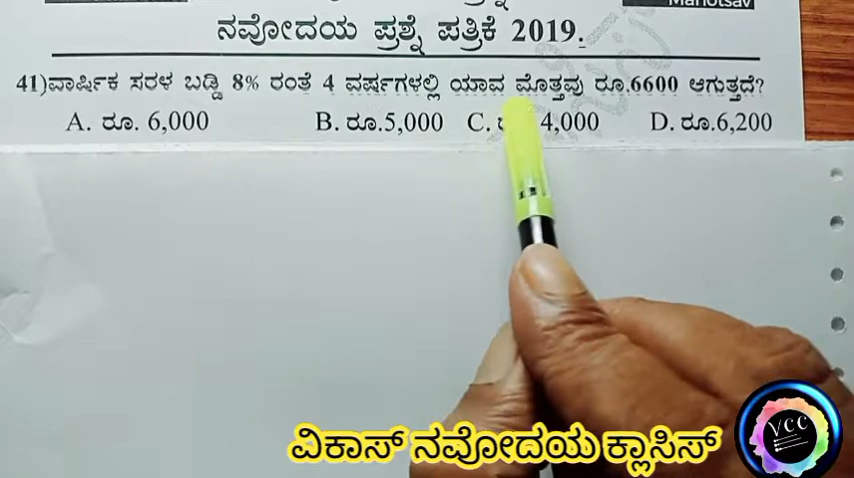 Mahotsav
ನವೋದಯ ಪ್ರಶ್ನೆ ಪತ್ರಿಕೆ 2019.
41)ವಾರ್ಷಿಕ ಸರಳ ಬಡ್ಡಿ 8% ರಂತೆ 4 ವರ್ಷಗಳಲ್ಲಿ ಯಾವ ಮೊತ್ತವು ರೂ.6600 ಆಗುತ್ತದೆ?
A. ರೂ. 6,000 B. ರೂ.5,000 C. 4,000 D. ರೂ.6,200
ವಿಕಾಸ್ ನವೋದಯ ಕ್ಲಾಸಿಸ್
VCC